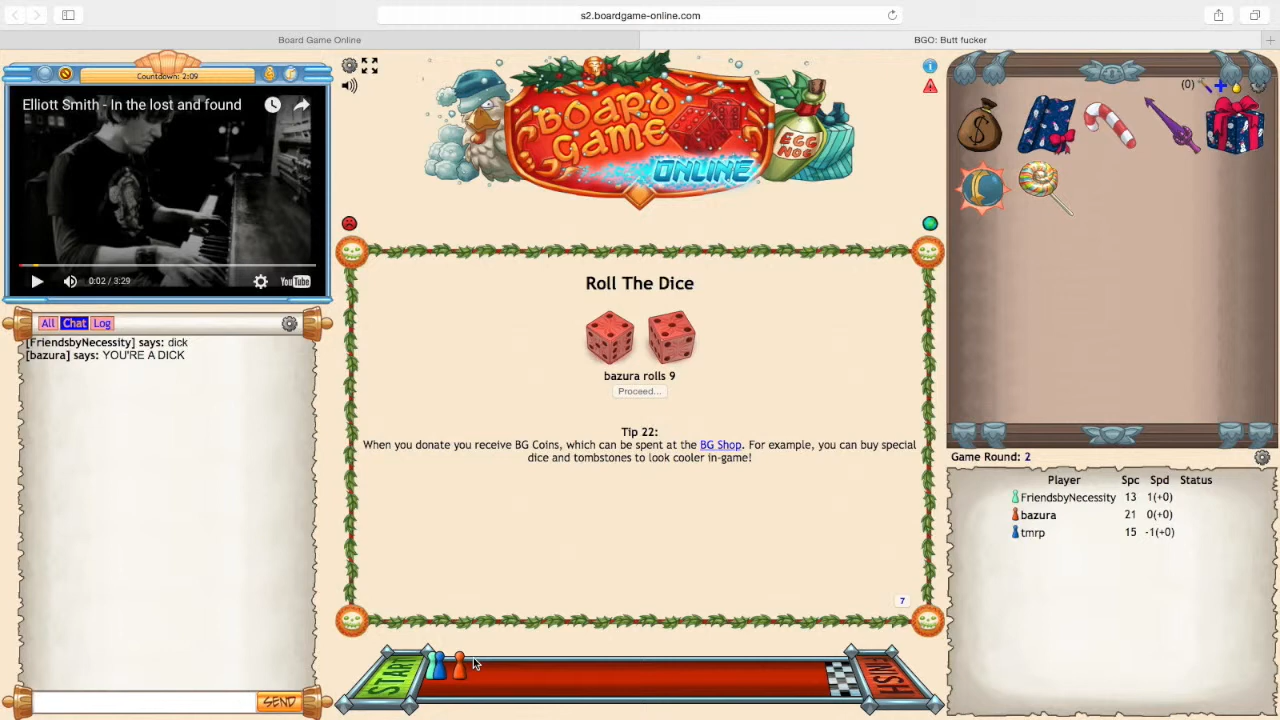 s2.boardgame-online.com
Board Game Online
BGO: Butt fucker
Countdown: 2:09
Elliott Smith - In the lost and found
0:02 / 3:29
YouTube
BOARD
GAME
ONLINE
EGG
NOG
(0)
$
All Chat Log
[FriendsbyNecessity] says: dick
[bazura] says: YOU'RE A DICK
Roll The Dice
bazura rolls 9
Proceed...
Tip 22:
When you donate you receive BG Coins, which can be spent at the BG Shop. For example, you can buy special
dice and tombstones to look cooler in-game!
7
Game Round: 2
Player Spc Spd Status
FriendsbyNecessity 13 1(+0)
bazura 21 0(+0)
tmrp 15 -1(+0)
SEND
START
FINISH